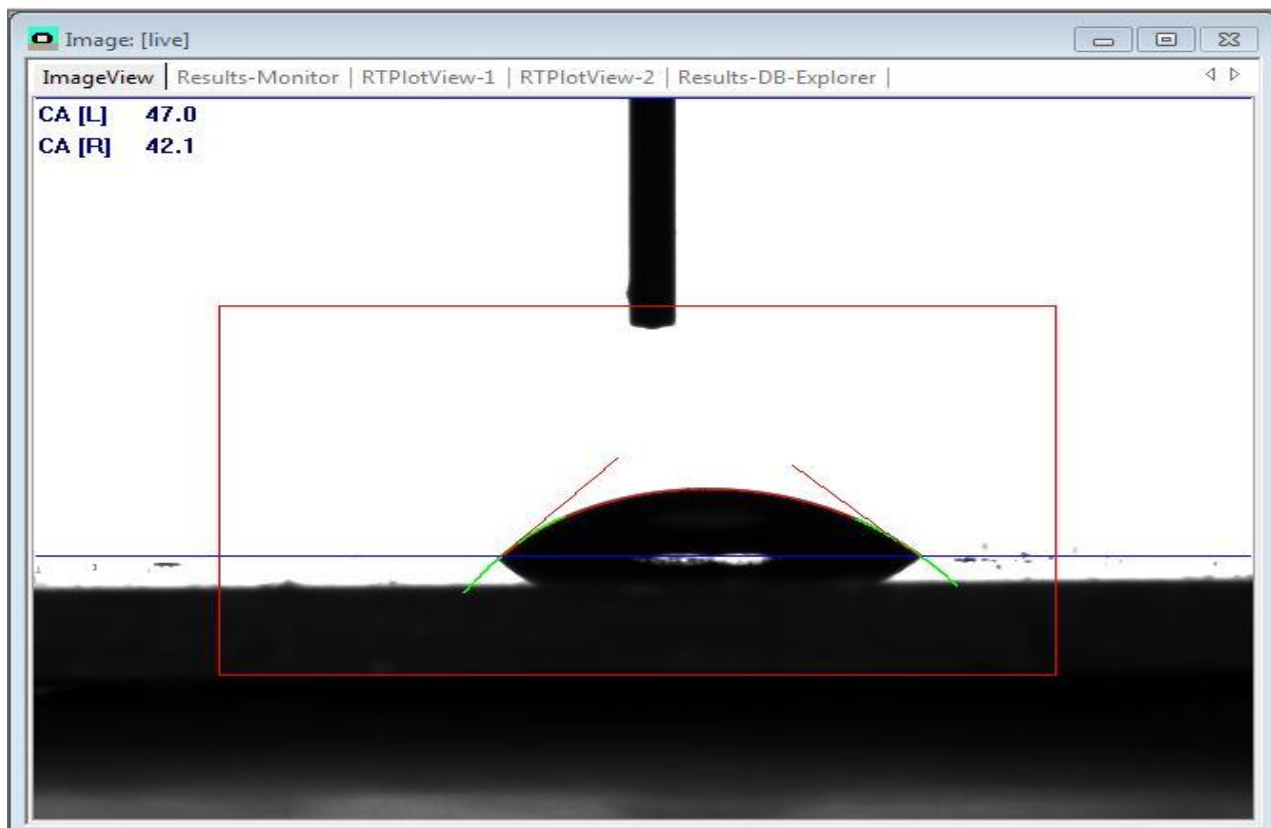 Image: [live]
ImageView | Results-Monitor | RTPlotView-1 | RTPlotView-2 | Results-DB-Explorer |
CA [L] 47.0
CA [R] 42.1